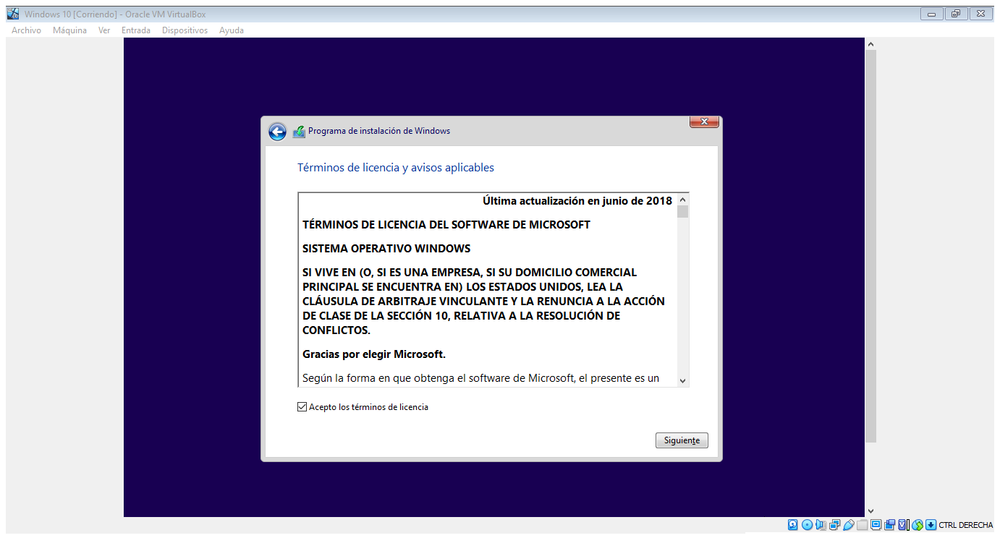 Windows 10 [Corriendo] - Oracle VM VirtualBox
Archivo Máquina Ver Entrada Dispositivos Ayuda
Programa de instalación de Windows
Términos de licencia y avisos aplicables
Última actualización en junio de 2018
TÉRMINOS DE LICENCIA DEL SOFTWARE DE MICROSOFT
SISTEMA OPERATIVO WINDOWS
SI VIVE EN (O, SI ES UNA EMPRESA, SI SU DOMICILIO COMERCIAL
PRINCIPAL SE ENCUENTRA EN) LOS ESTADOS UNIDOS, LEA LA
CLÁUSULA DE ARBITRAJE VINCULANTE Y LA RENUNCIA A LA ACCIÓN
DE CLASE DE LA SECCIÓN 10, RELATIVA A LA RESOLUCIÓN DE
CONFLICTOS.
Gracias por elegir Microsoft.
Según la forma en que obtenga el software de Microsoft, el presente es un
Acepto los términos de licencia
Siguiente
CTRL DERECHA